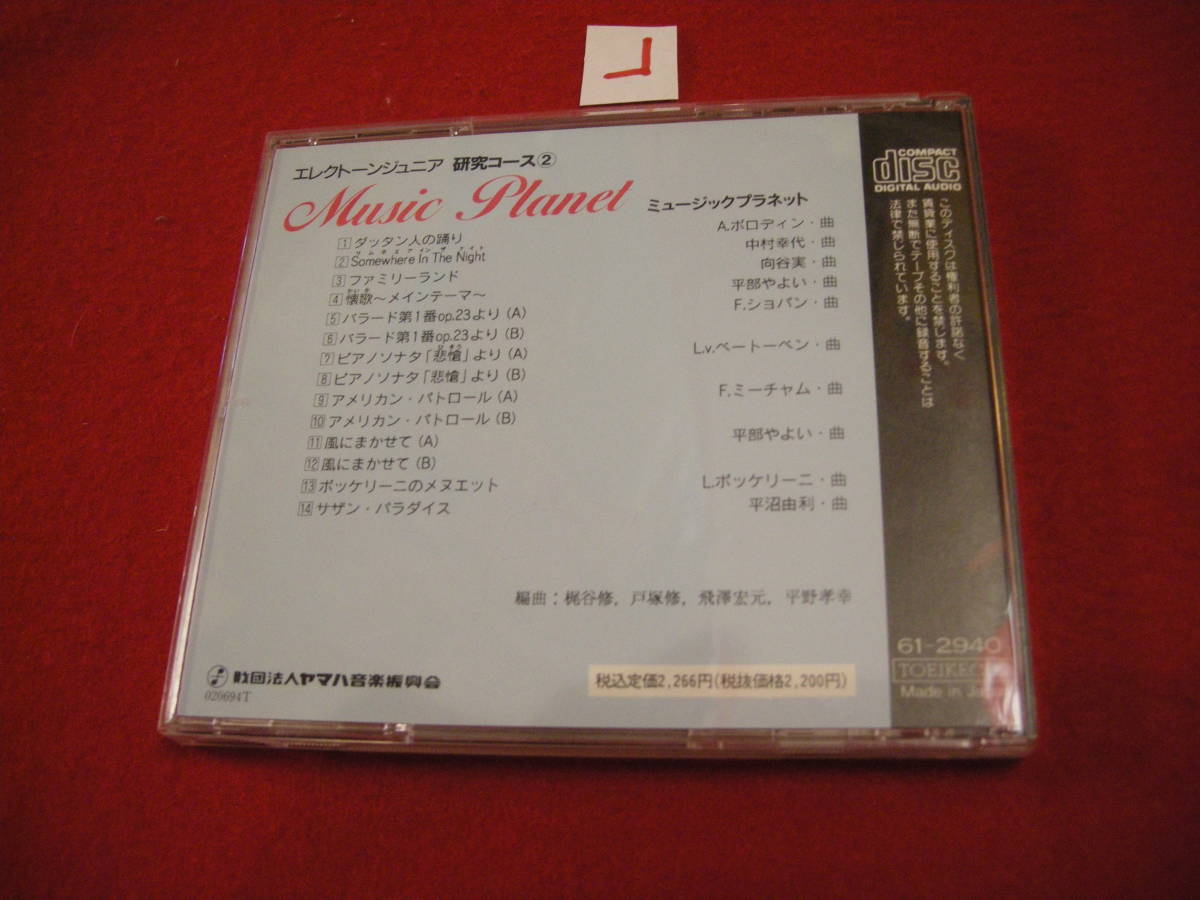 エレクトーンジュニア 研究コース②
Music Planet ミュージックプラネット
1 ダッタン人の踊り A.ボロディン・曲
サムホエア イン ザ ナイト
2 Somewhere In The Night 中村幸代・曲
3 ファミリーランド 向谷実・曲
4 懐歌～メインテーマ～ 平部やよい・曲
5 バラード第1番op.23より (A) F.ショパン・曲
6 バラード第1番op.23より (B)
ひそう
7 ピアノソナタ「悲愴」より (A) L.v.ベートーベン・曲
8 ピアノソナタ「悲愴」より (B)
9 アメリカン・パトロール (A) F.ミーチャム・曲
10 アメリカン・パトロール (B)
11 風にまかせて (A) 平部やよい・曲
12 風にまかせて (B)
13 ボッケリーニのメヌエット L.ボッケリーニ・曲
14 サザン・パラダイス 平沼由利・曲
編曲：梶谷修，戸塚修，飛澤宏元，平野孝幸
財団法人ヤマハ音楽振興会
020694T
税込定価2,266円(税抜価格2,200円)
COMPACT
disc
DIGITAL AUDIO
このディスクは権利者の許諾なく
賃貸業に使用することを禁じます。
また無断でテープその他に録音することは
法律で禁じられています。
61-2940
TOEIKEC
Made in